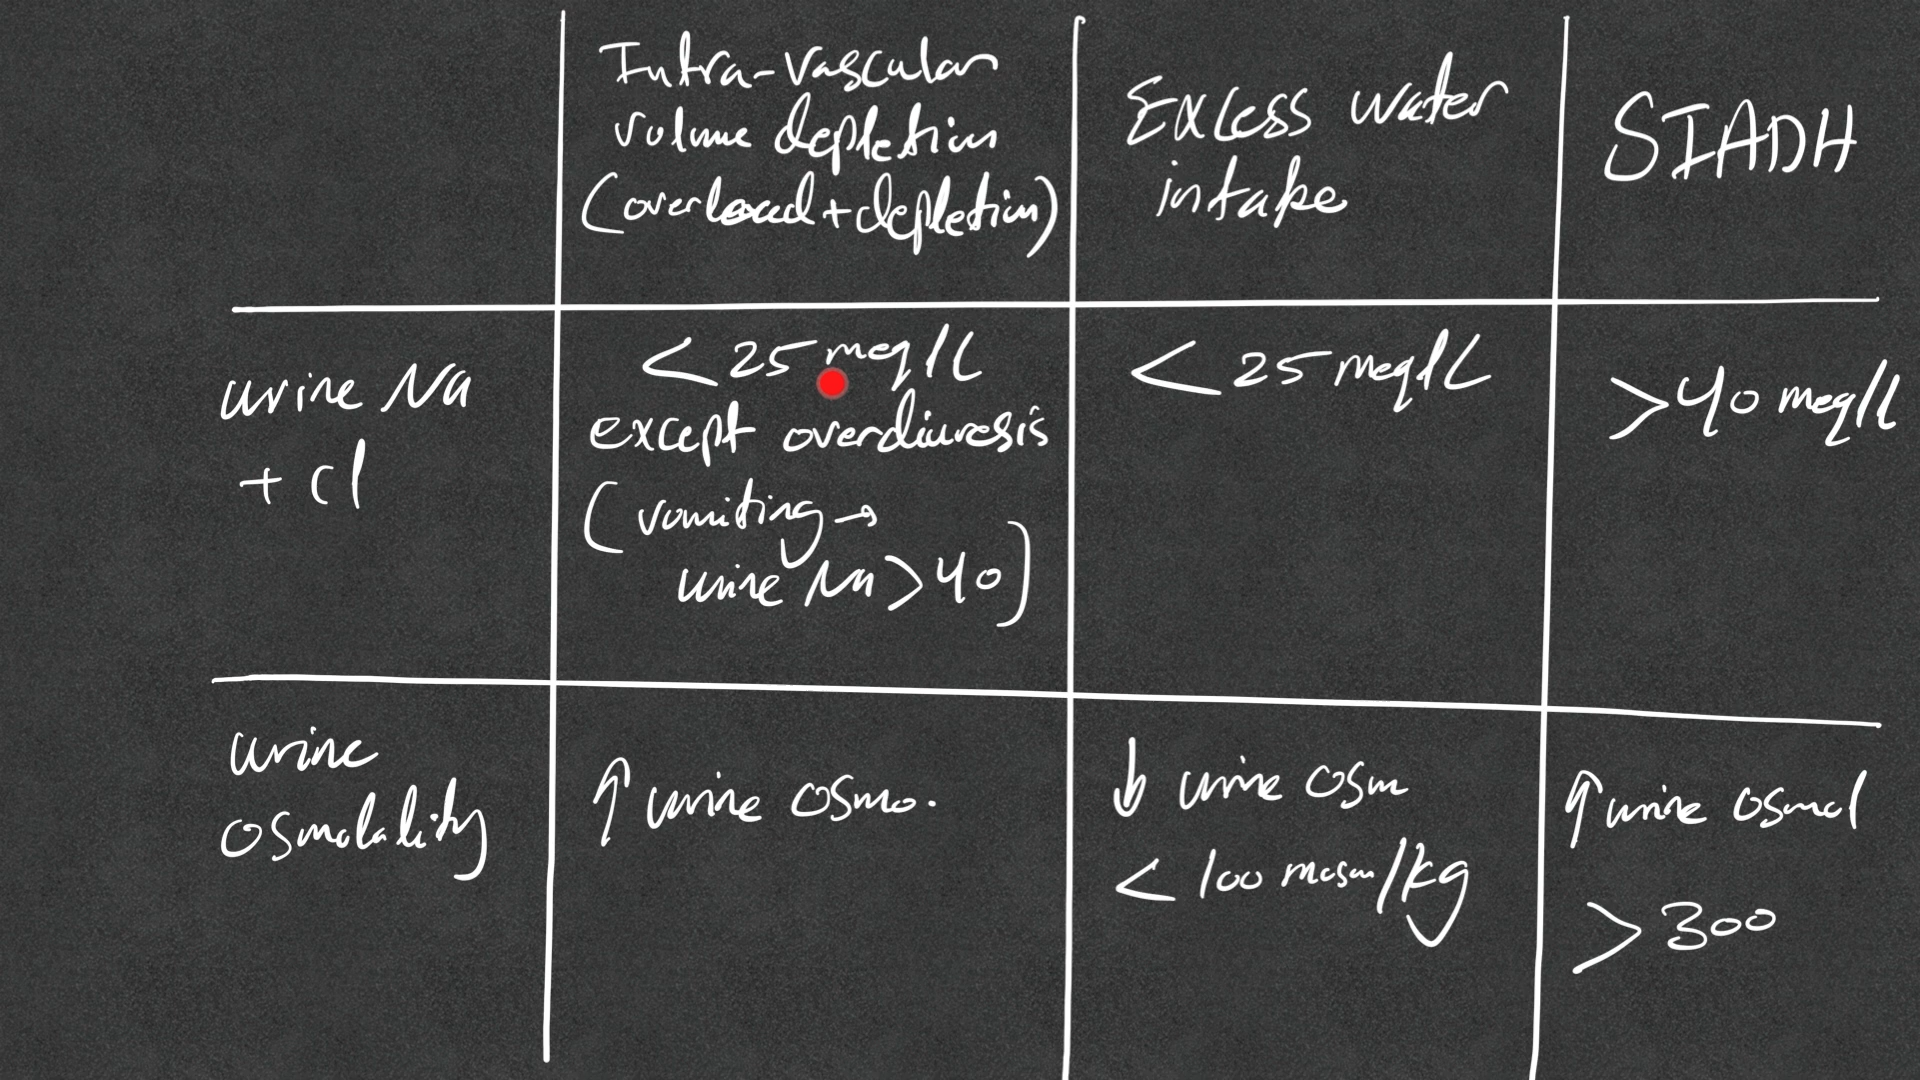 Intra-vascular
volume depletion
(overload + depletion)
Excess water
intake
SIADH
urine Na
+ Cl
< 25 meq/L
except overdiuresis
(vomiting →
urine Na > 40)
< 25 meq/L
> 40 meq/L
urine
osmolality
↑ urine osmo.
↓ urine osm
< 100 mosm/kg
↑ urine osmol
> 300